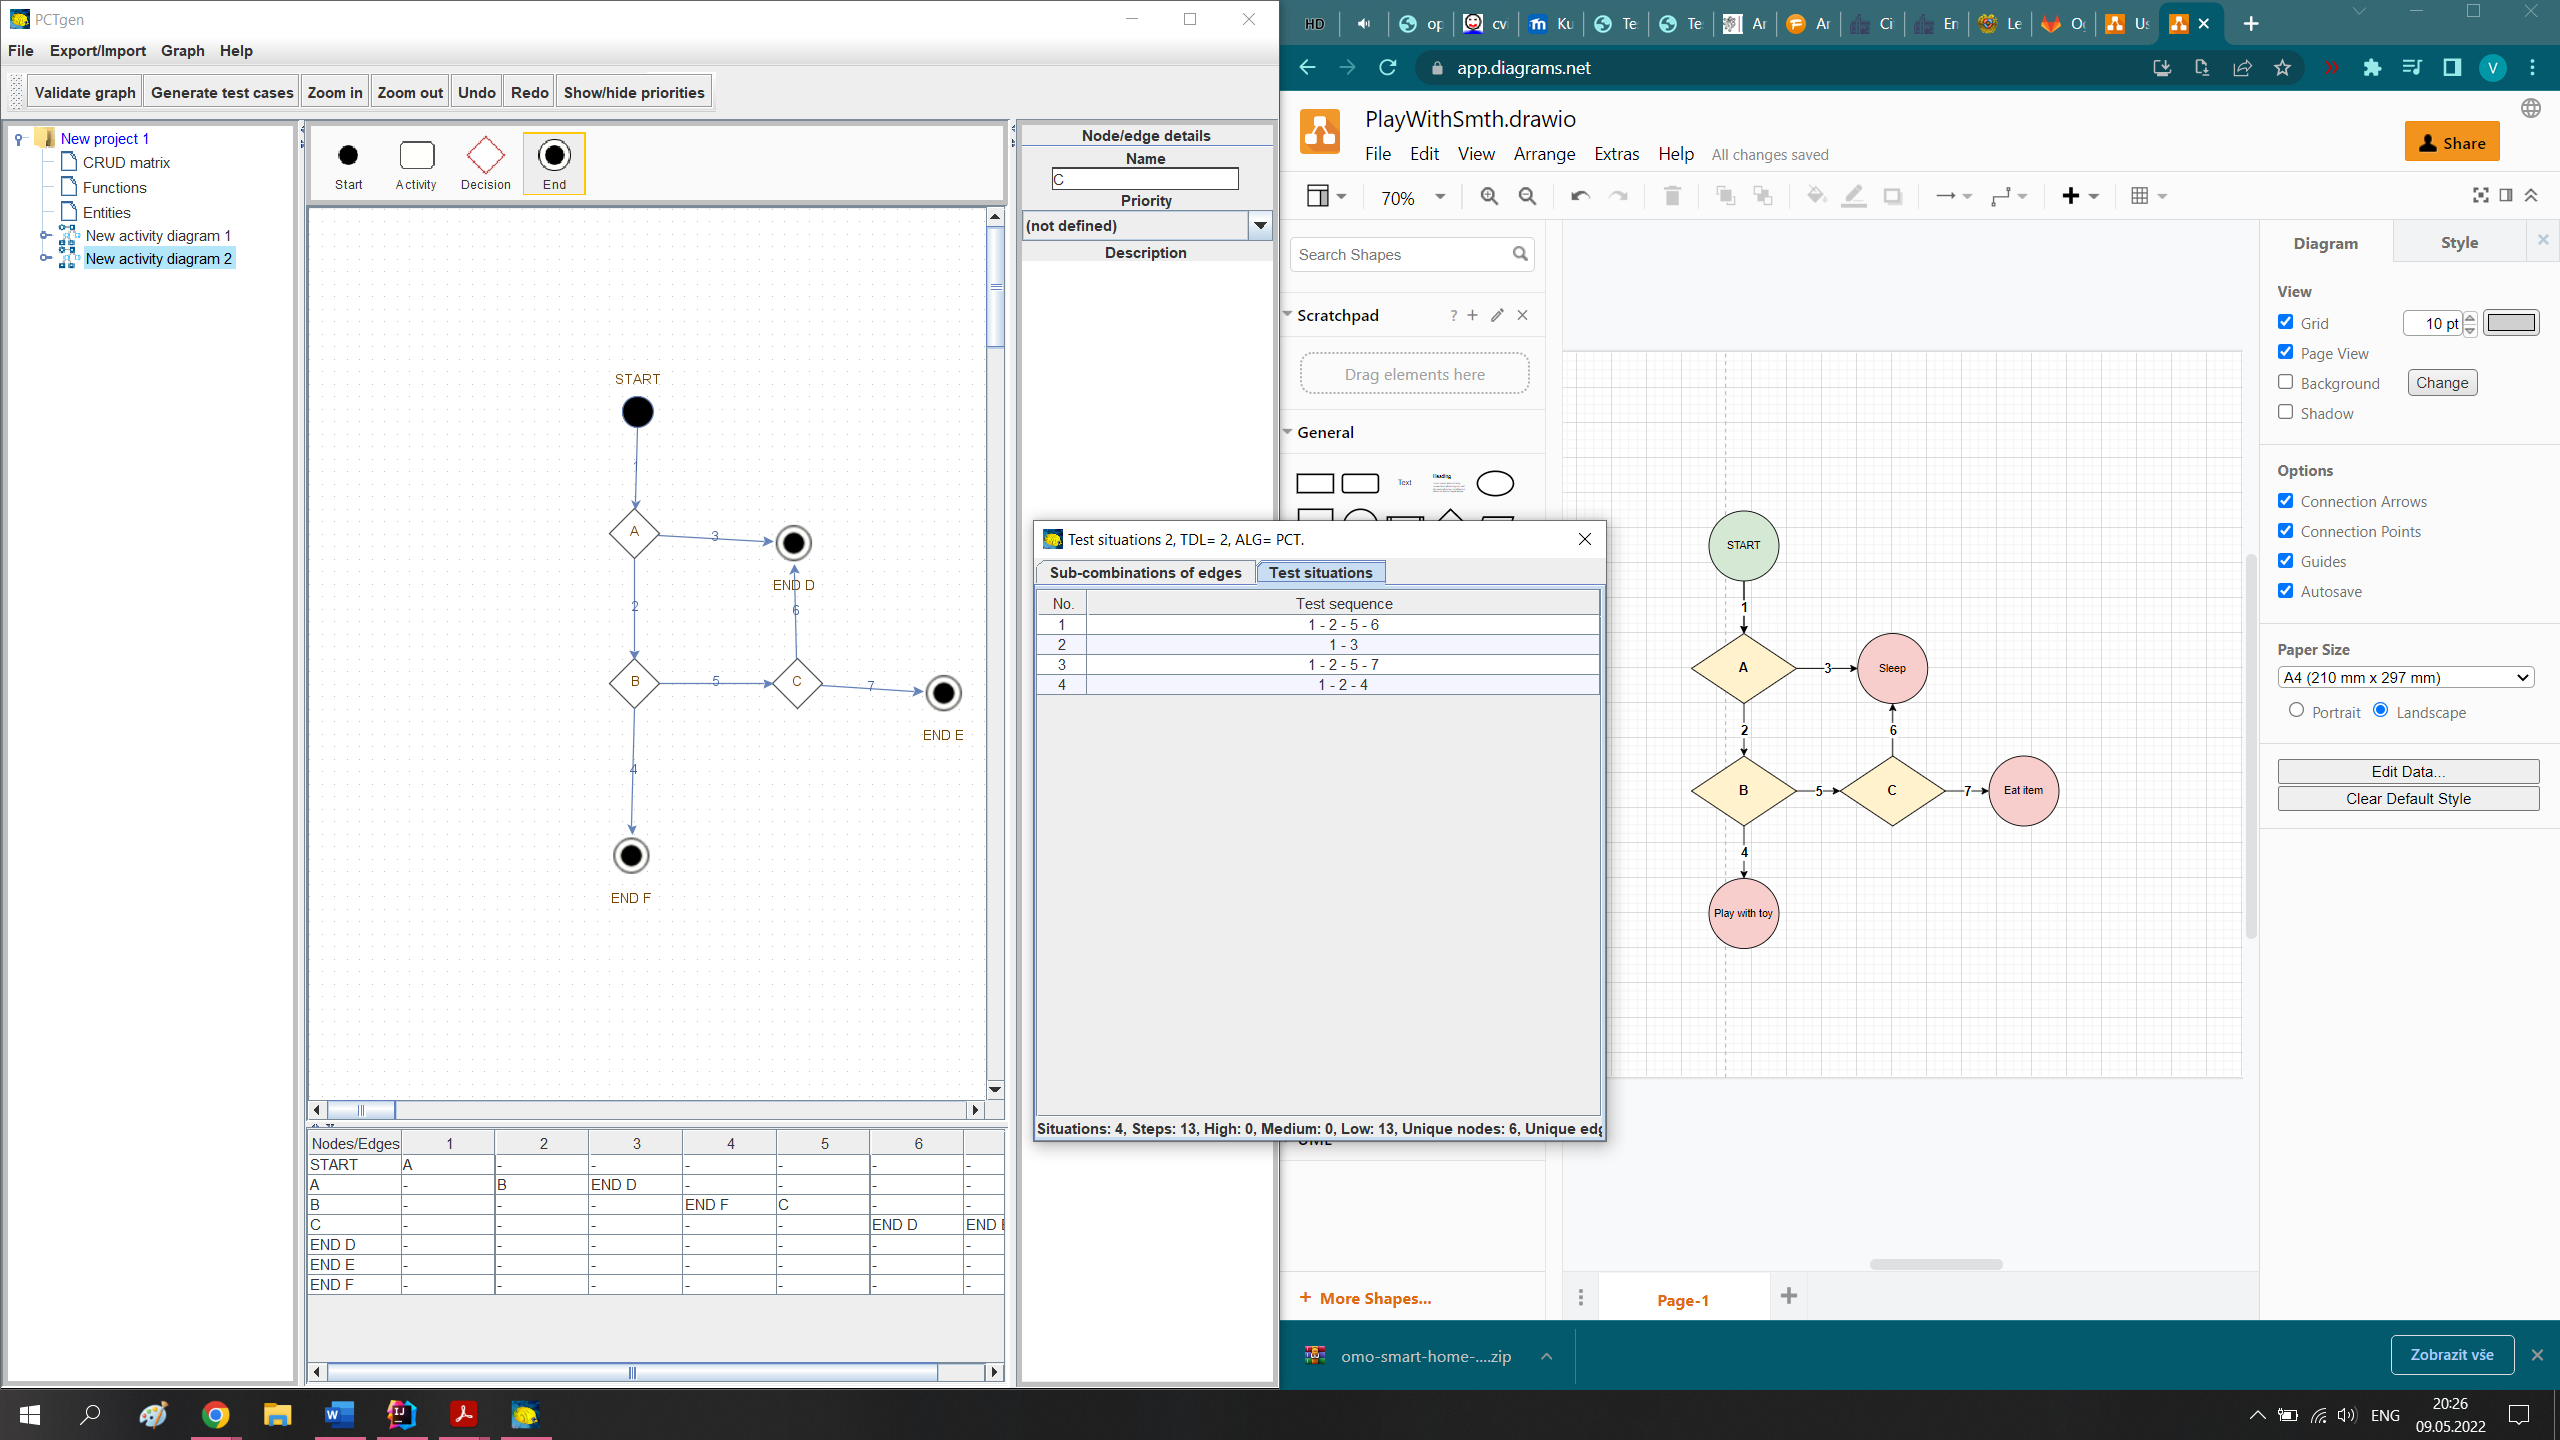 PCTgen
File Export/Import Graph Help
Validate graph Generate test cases Zoom in Zoom out Undo Redo Show/hide priorities
New project 1
CRUD matrix
Functions
Entities
New activity diagram 1
New activity diagram 2
Start Activity Decision End
START
1
A
3
END D
2
6
B
5
C
7
END E
4
END F
Nodes/Edges 1 2 3 4 5 6
START A - - - - - -
A - B END D - - - -
B - - - END F C - -
C - - - - - END D END
END D - - - - - - -
END E - - - - - - -
END F - - - - - - -
Node/edge details
Name
C
Priority
(not defined)
Description
Test situations 2, TDL= 2, ALG= PCT.
Sub-combinations of edges Test situations
No. Test sequence
1 1 - 2 - 5 - 6
2 1 - 3
3 1 - 2 - 5 - 7
4 1 - 2 - 4
Situations: 4, Steps: 13, High: 0, Medium: 0, Low: 13, Unique nodes: 6, Unique edg
HD op cv Ku Te Te Ar Ar Ci En Le Us
app.diagrams.net
V
PlayWithSmth.drawio
File Edit View Arrange Extras Help All changes saved
Share
70%
Search Shapes
Scratchpad ?
Drag elements here
General
Text Heading
+ More Shapes...
START
1
A
3
Sleep
2
6
B
5
C
7
Eat item
4
Play with toy
Page-1
Diagram Style
View
Grid 10 pt
Page View
Background Change
Shadow
Options
Connection Arrows
Connection Points
Guides
Autosave
Paper Size
A4 (210 mm x 297 mm)
Portrait Landscape
Edit Data...
Clear Default Style
omo-smart-home-....zip
Zobrazit vše
ENG
20:26
09.05.2022